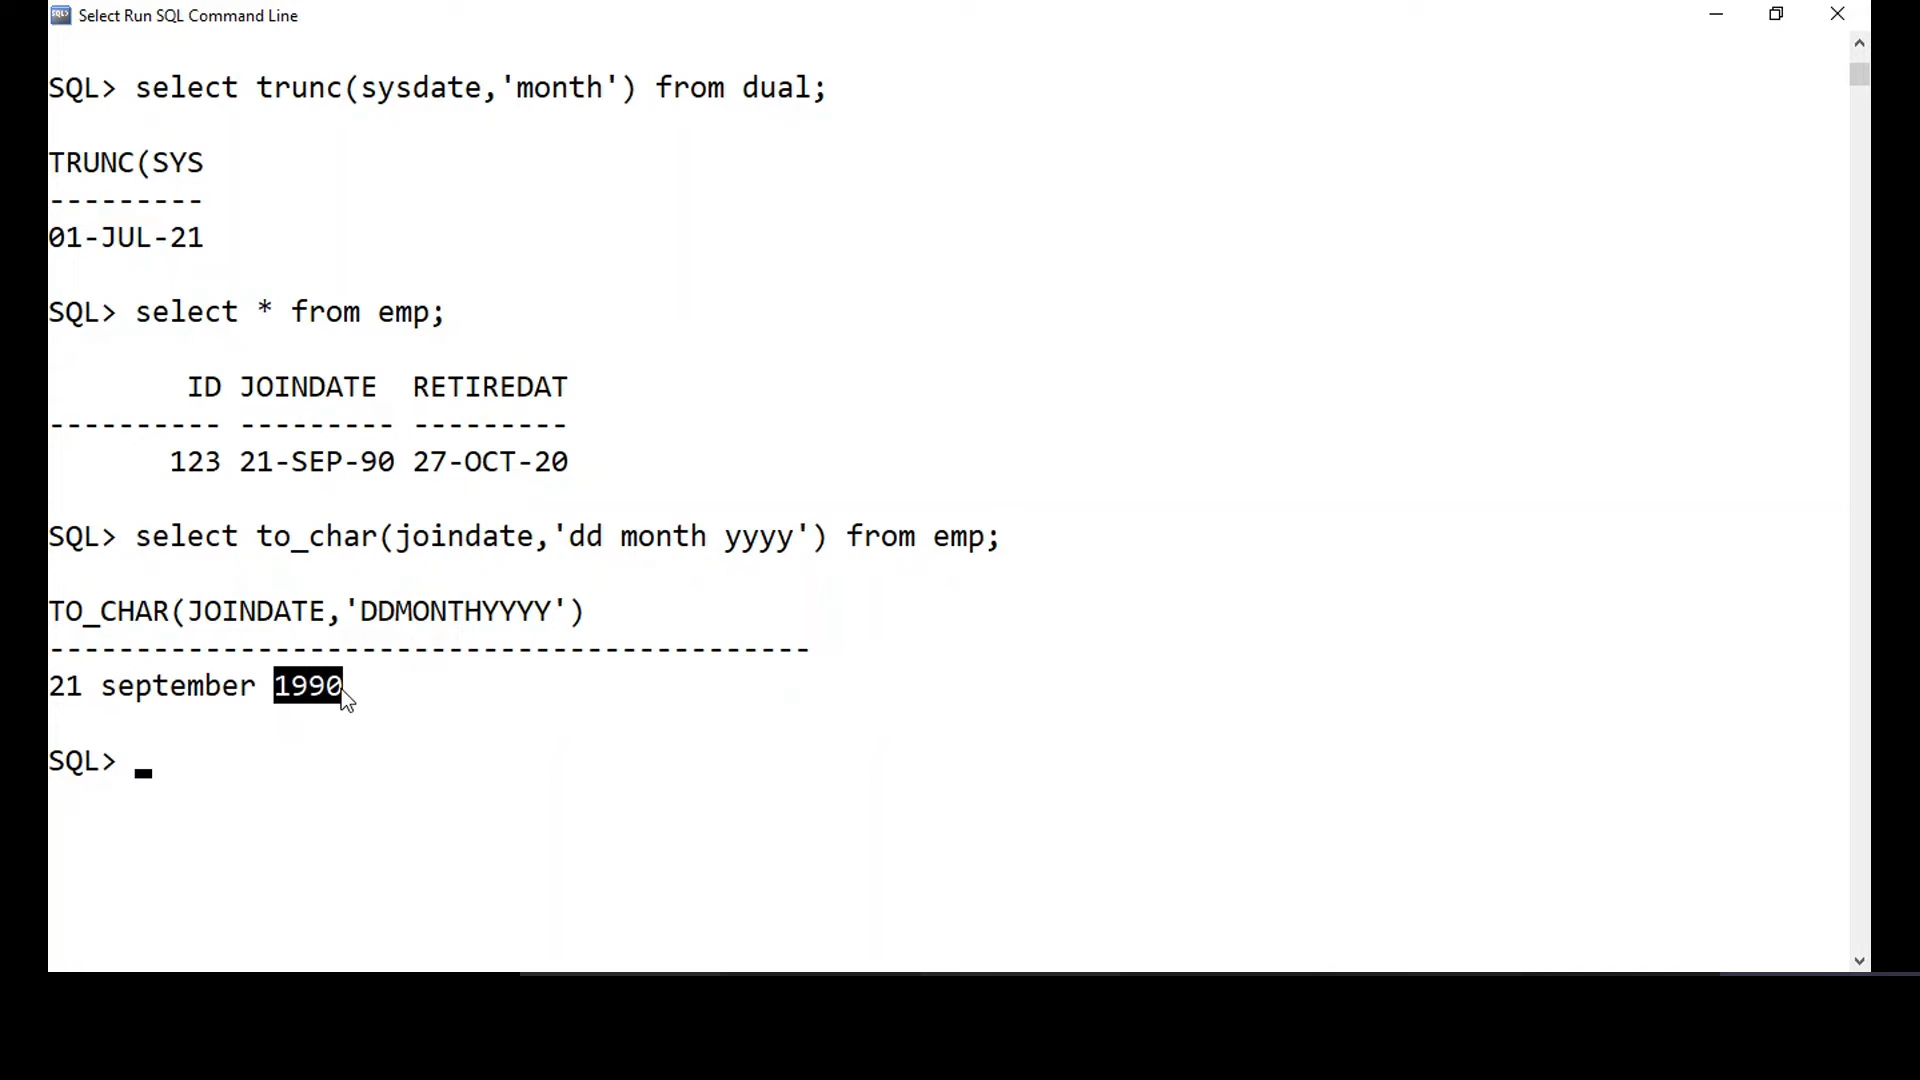 Select Run SQL Command Line
SQL> select trunc(sysdate,'month') from dual;
TRUNC(SYS
---------
01-JUL-21
SQL> select * from emp;
ID JOINDATE  RETIREDAT
---------- --------- ---------
123 21-SEP-90 27-OCT-20
SQL> select to_char(joindate,'dd month yyyy') from emp;
TO_CHAR(JOINDATE,'DDMONTHYYYY')
--------------------------------------------
21 september 1990
SQL>